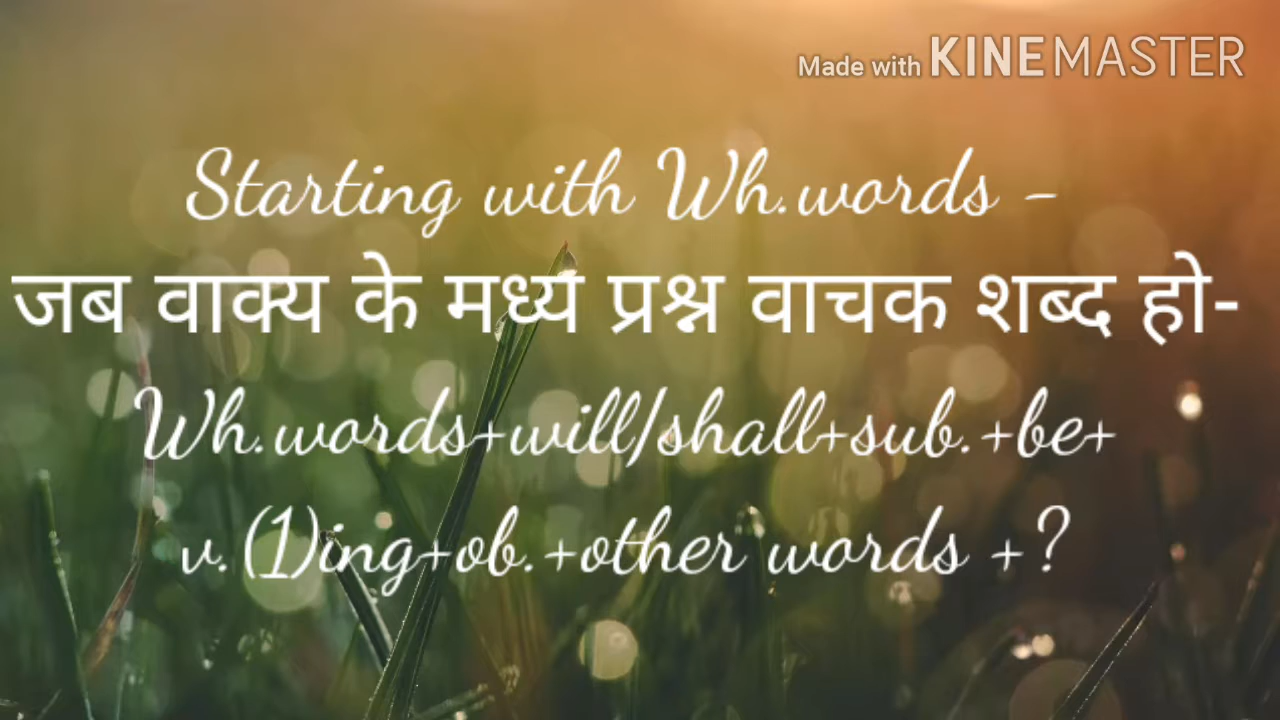 Made with KINEMASTER
Starting with Wh.words -
जब वाक्य के मध्य प्रश्न वाचक शब्द हो-
Wh.words+will/shall+sub.+be+
v.(1)ing+ob.+other words +?